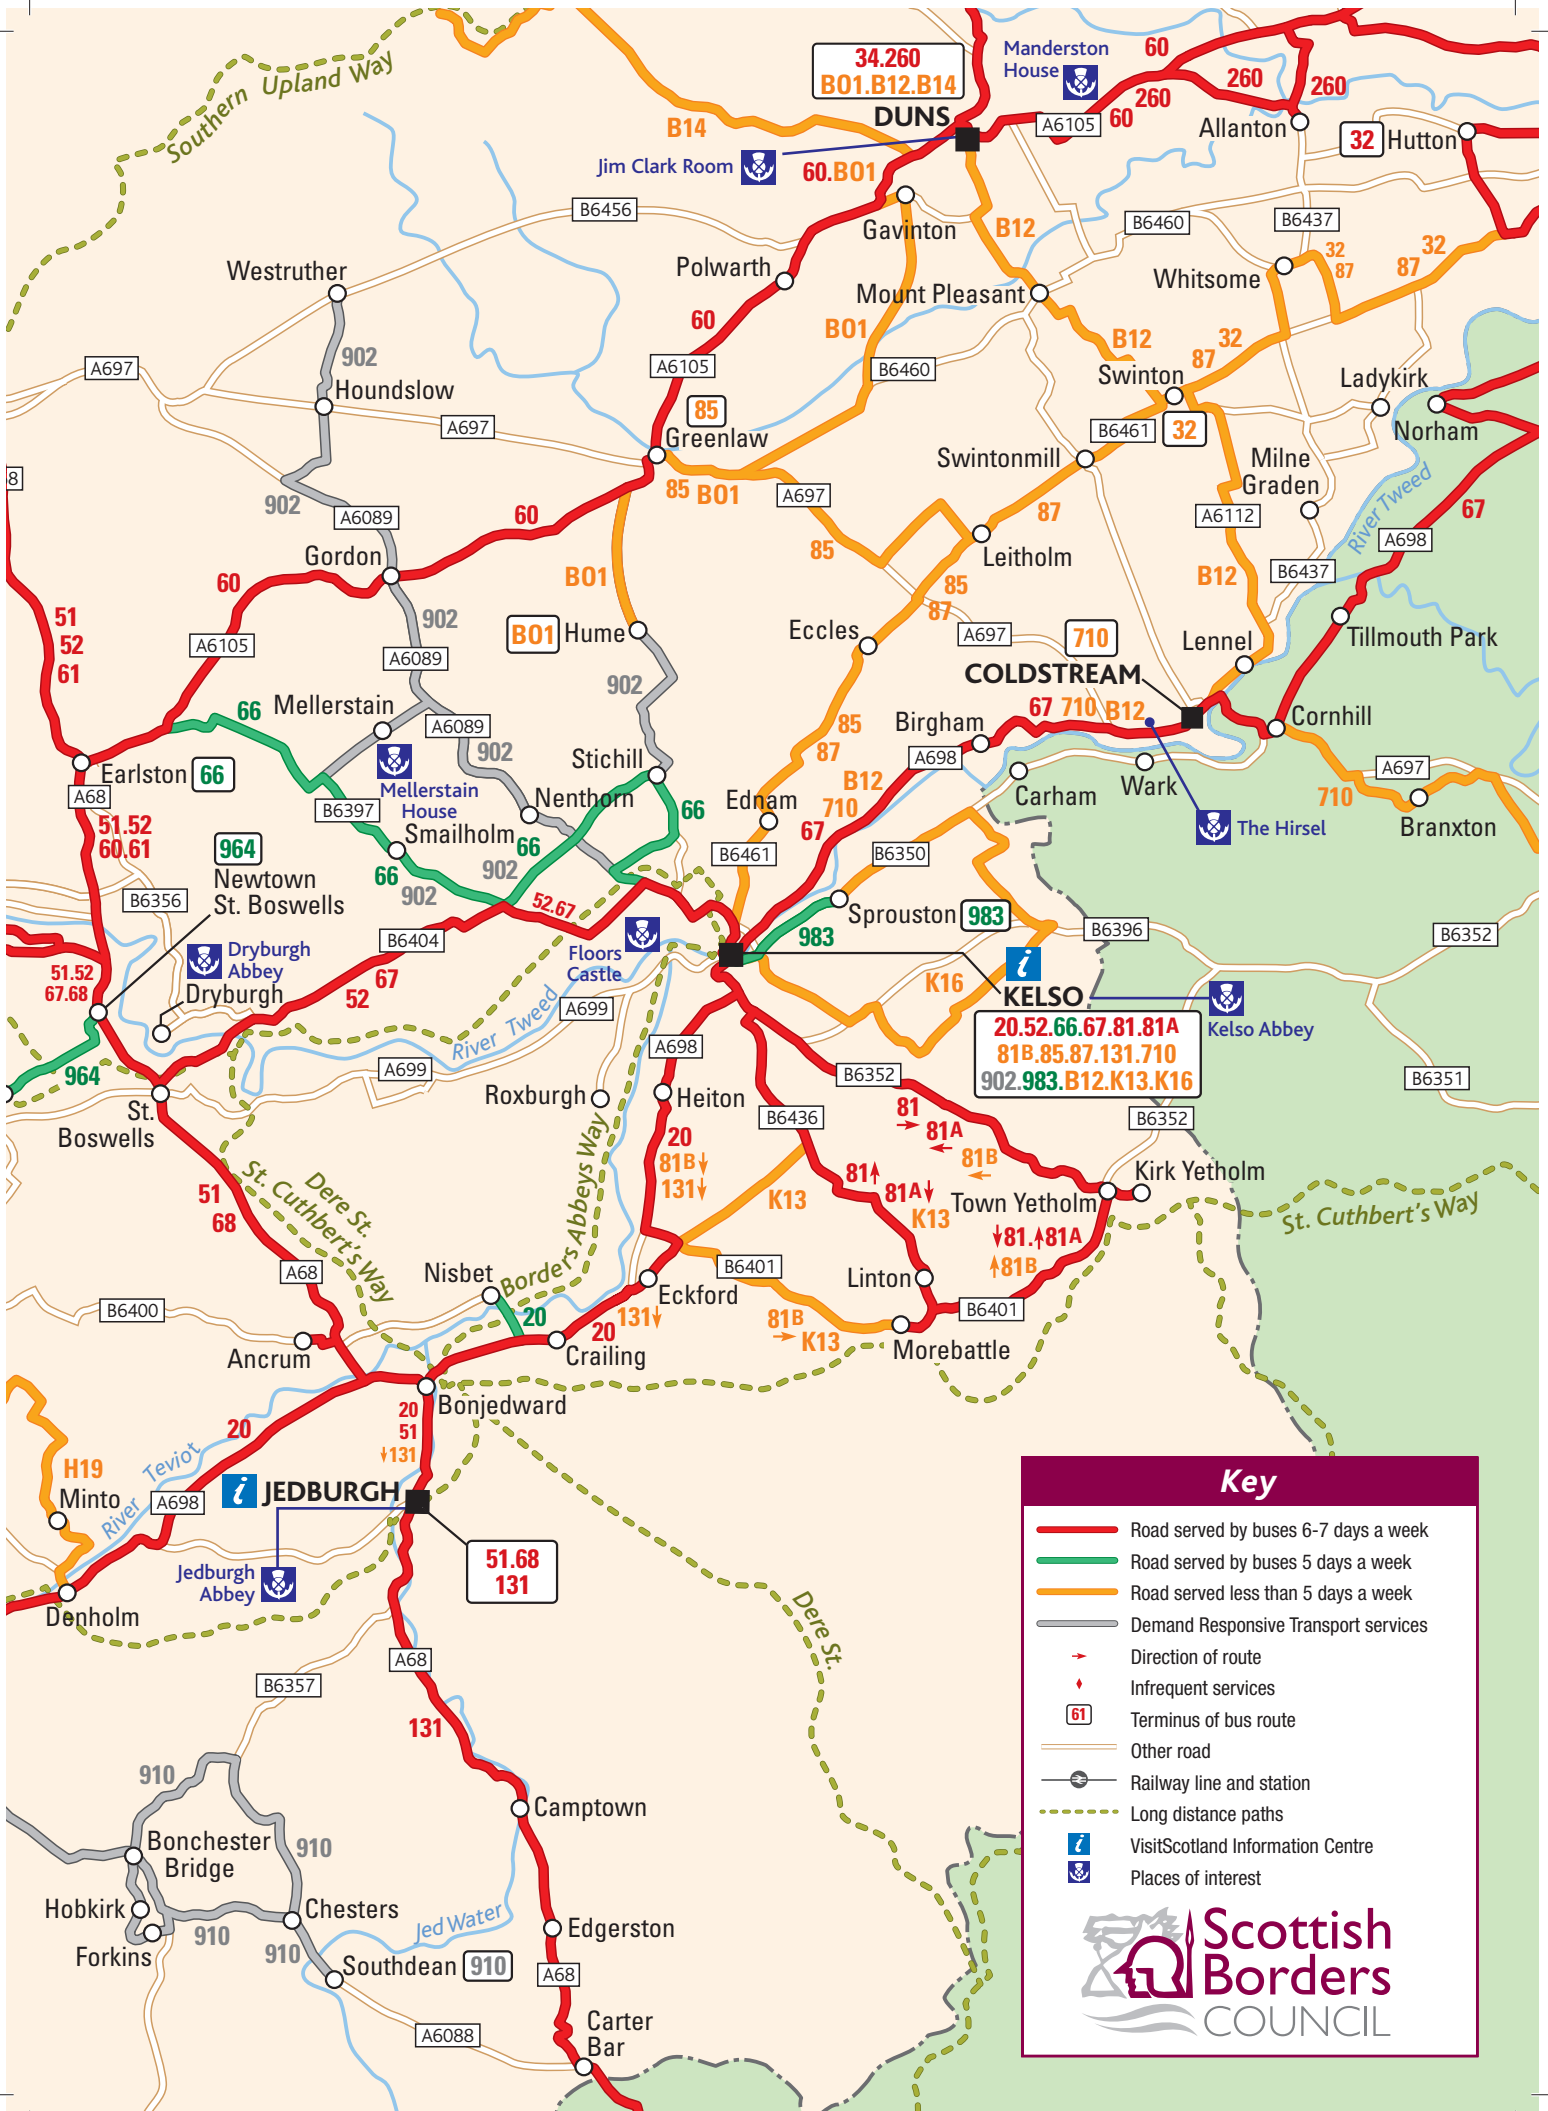 Southern Upland Way
34.260
B01.B12.B14
DUNS
Manderston
House
60
260
260
A6105
60
260
Allanton
32
Hutton
B14
Jim Clark Room
60.B01
B6456
Gavinton
B12
B6460
B6437
Westruther
Polwarth
Mount Pleasant
Whitsome
32
87
87
32
60
B01
902
A697
A6105
B6460
B12
87
32
Houndslow
85
Swinton
Ladykirk
A697
Greenlaw
B6461
32
Norham
8
85 B01
A697
Swintonmill
Milne
Graden
902
A6089
60
87
A6112
River Tweed
67
A698
Gordon
85
Leitholm
60
B01
85
87
B12
B6437
51
52
61
902
A6105
B01
Hume
Eccles
A697
710
Lennel
Tillmouth Park
A6089
COLDSTREAM
902
66
Mellerstain
A6089
85
87
Birgham
67 710 B12
Cornhill
902
Stichill
A698
Earlston
66
Mellerstain
House
B12
710
67
Carham
Wark
A697
710
Branxton
A68
B6397
Nenthorn
66
Ednam
The Hirsel
51.52
60.61
964
Smailholm
66
B6461
B6350
Newtown
St. Boswells
66
902
902
B6356
52.67
Sprouston
983
B6404
983
B6396
B6352
Dryburgh
Abbey
Floors
Castle
51.52
67.68
Dryburgh
67
52
K16
KELSO
Kelso Abbey
A699
River Tweed
20.52.66.67.81.81A
81B.85.87.131.710
902.983.B12.K13.K16
A698
964
A699
B6352
B6351
St.
Boswells
Roxburgh
Heiton
B6436
81
81A
81B
B6352
20
81B
131
Kirk Yetholm
51
68
Dere St.
St. Cuthbert's Way
Borders Abbeys Way
K13
81
81A
K13
Town Yetholm
St. Cuthbert's Way
81.81A
81B
A68
Nisbet
B6401
Linton
Eckford
B6400
20
131
20
81B
K13
B6401
Ancrum
Crailing
Morebattle
Bonjedward
20
20
51
131
H19
Minto
River Teviot
A698
JEDBURGH
51.68
131
Jedburgh
Abbey
Denholm
Dere St.
A68
B6357
131
910
Camptown
Bonchester
Bridge
910
Hobkirk
Chesters
Jed Water
Edgerston
Forkins
910
910
Southdean
910
A68
A6088
Carter
Bar
Key
Road served by buses 6-7 days a week
Road served by buses 5 days a week
Road served less than 5 days a week
Demand Responsive Transport services
Direction of route
Infrequent services
61
Terminus of bus route
Other road
Railway line and station
Long distance paths
i
VisitScotland Information Centre
Places of interest
Scottish
Borders
COUNCIL